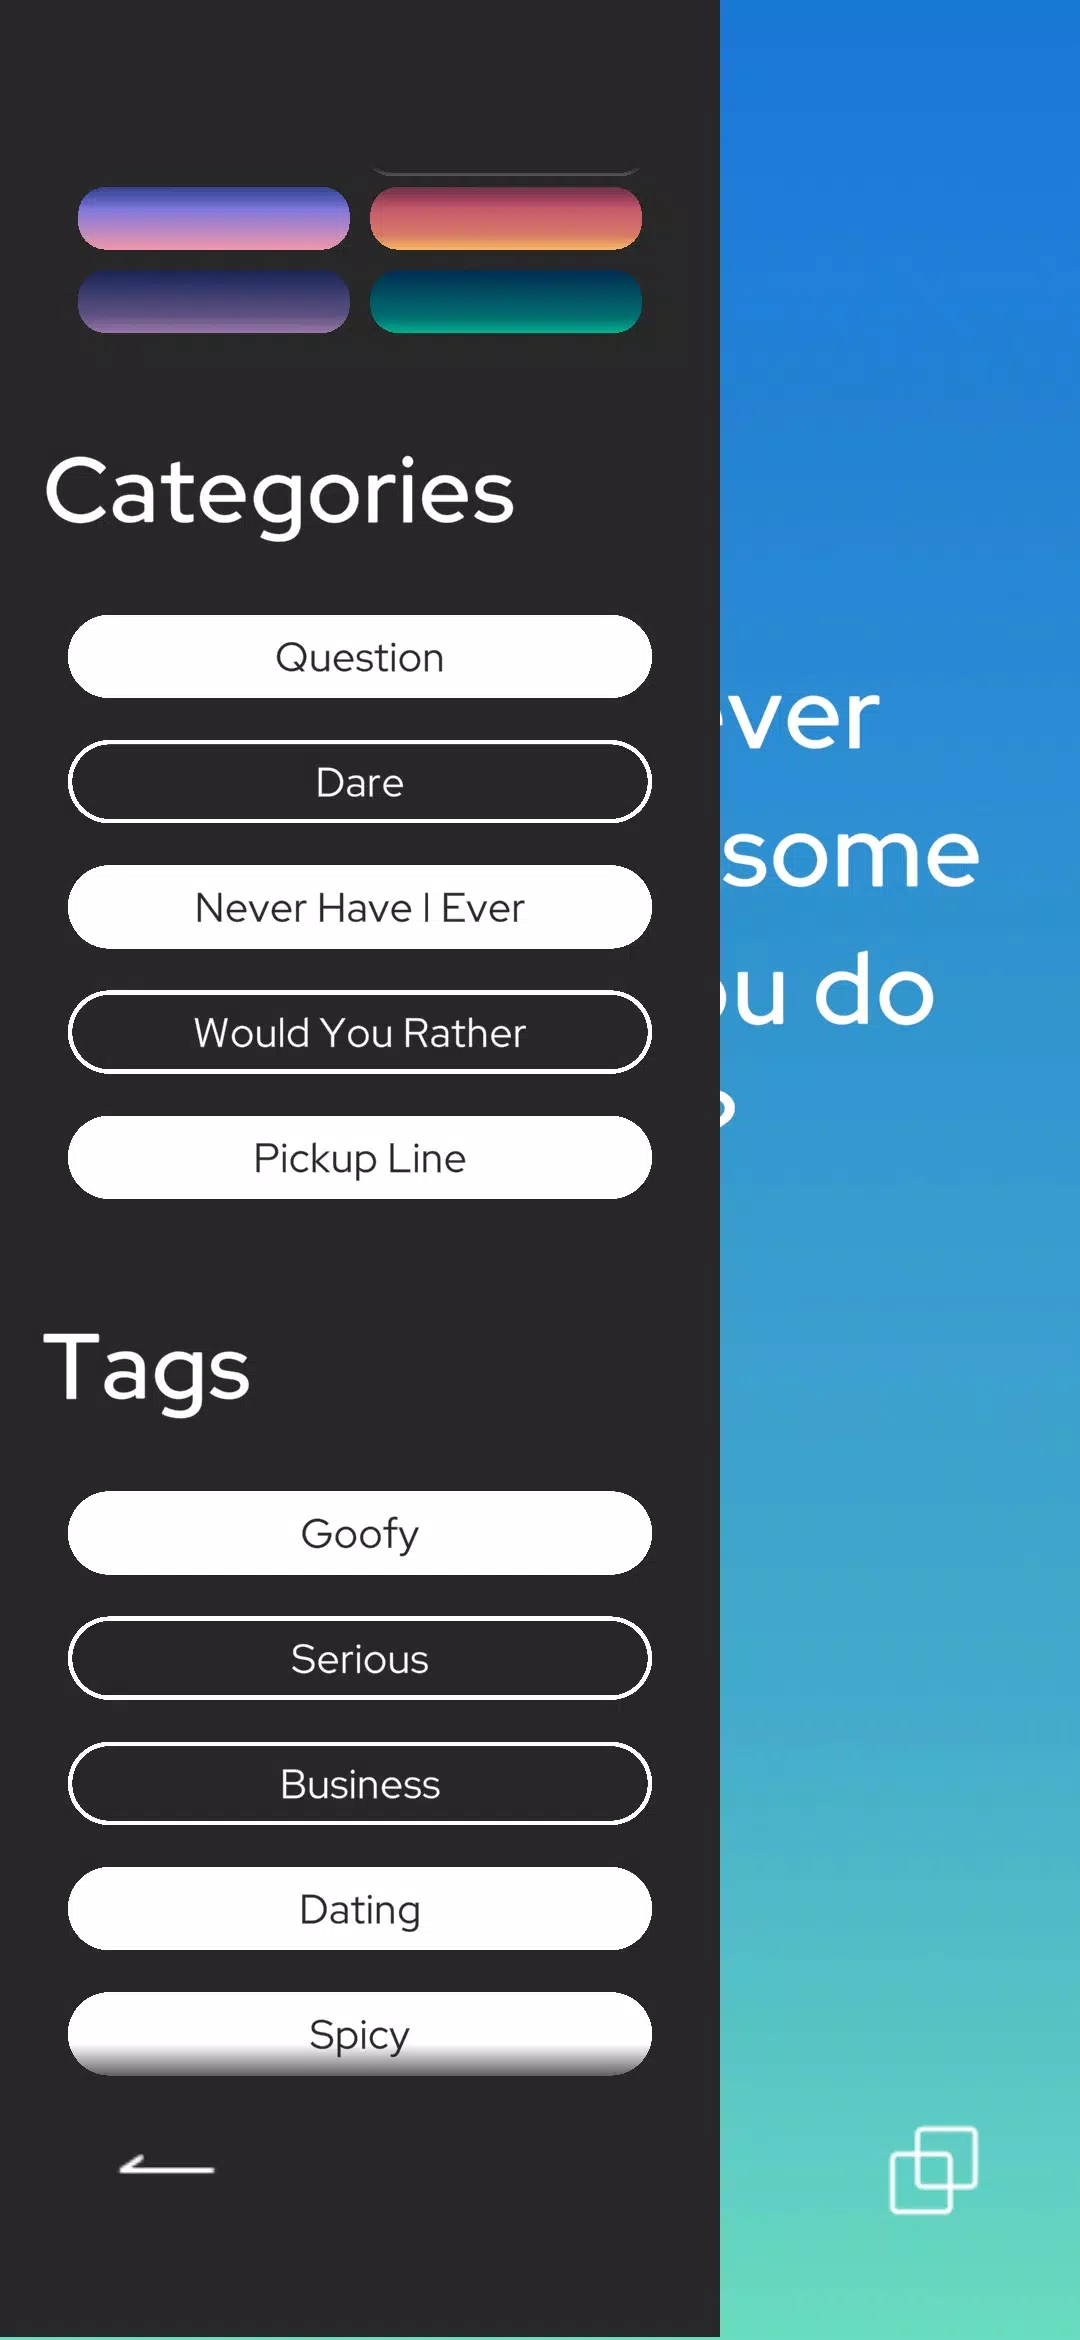 Categories
Question
Dare
Never Have I Ever
Would You Rather
Pickup Line
Tags
Goofy
Serious
Business
Dating
Spicy
some
do